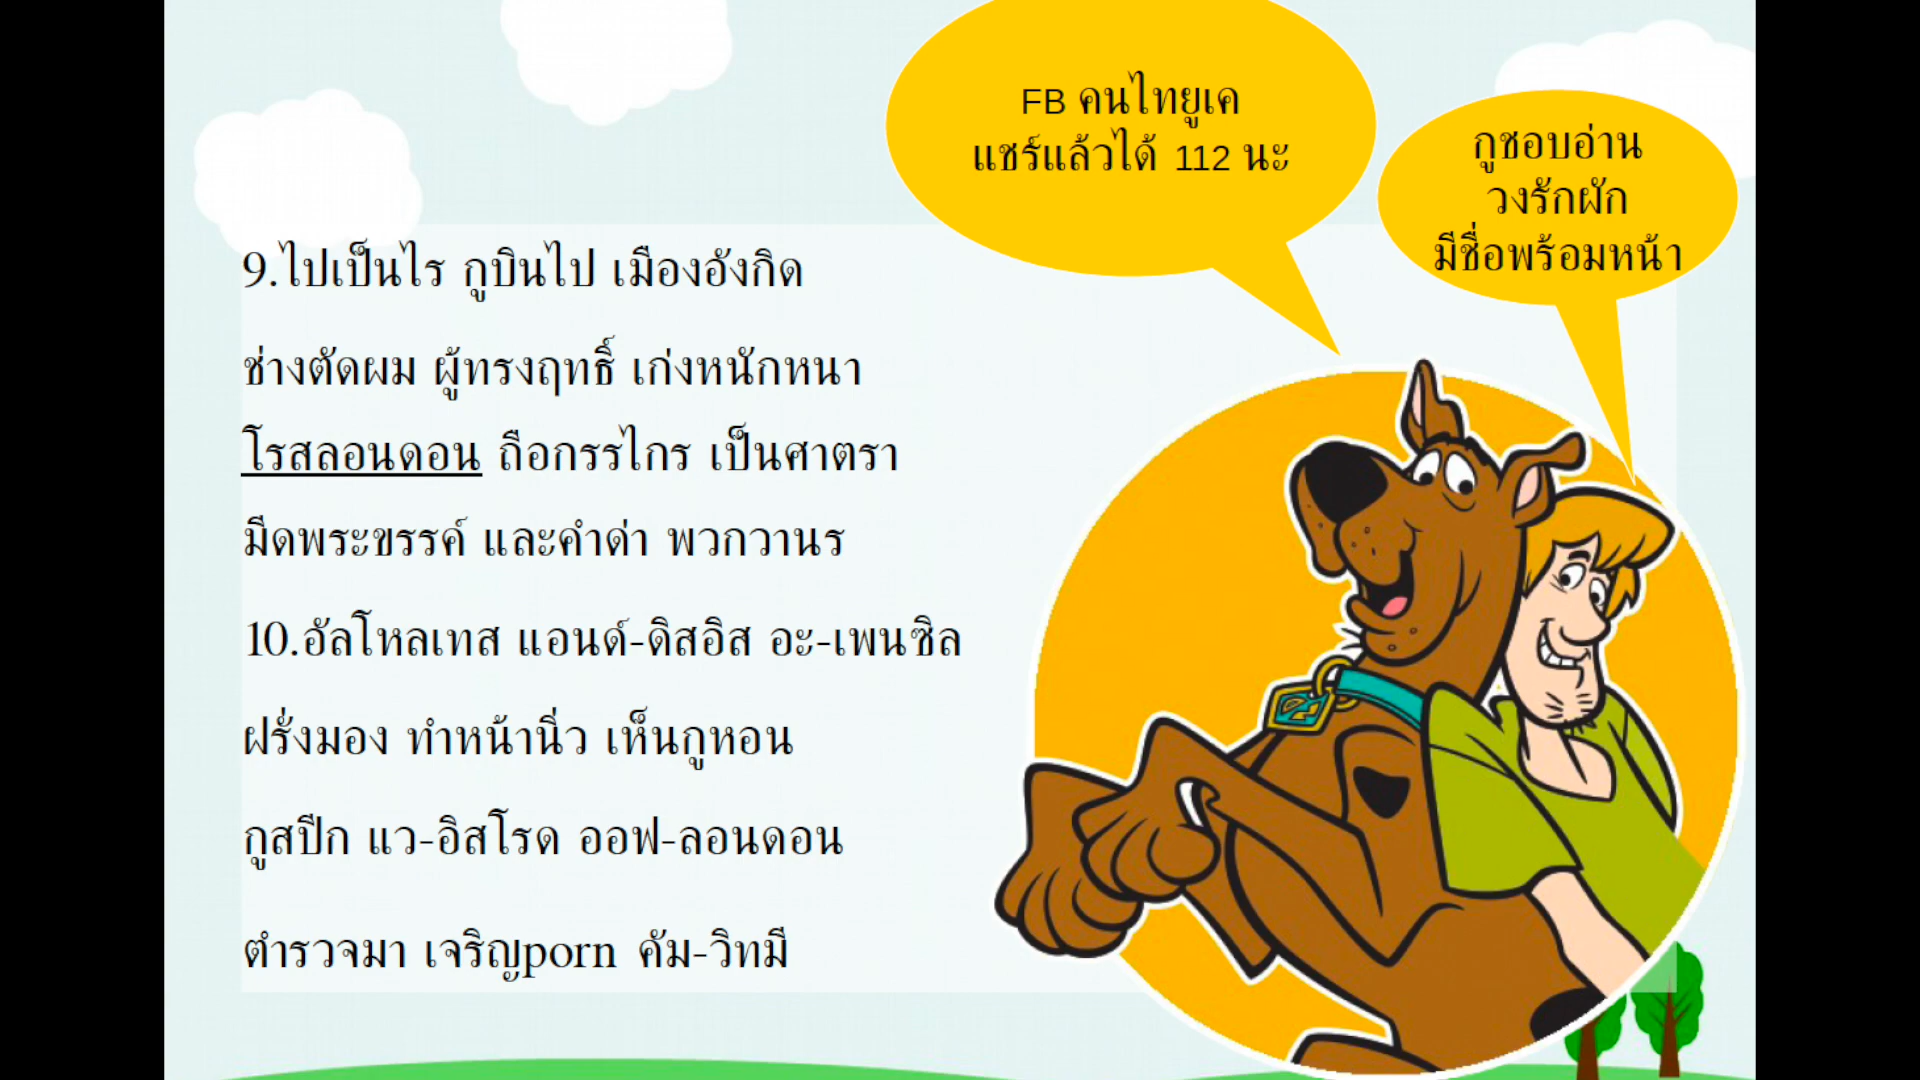 FB คนไทยูเค
แชร์แล้วได้ 112 นะ
กูชอบอ่าน
วงรักผัก
มีชื่อพร้อมหน้า
9.ไปเป็นไร กูบินไป เมืองอังกิด
ช่างตัดผม ผู้ทรงฤทธิ์ เก่งหนักหนา
โรสลอนดอน ถือกรรไกร เป็นศาตรา
มีดพระขรรค์ และคำด่า พวกวานร
10.อัลโหลเทส แอนด์-ดิสอิส อะ-เพนซิล
ฝรั่งมอง ทำหน้านิ่ว เห็นกูหอน
กูสปีก แว-อิสโรด ออฟ-ลอนดอน
ตำรวจมา เจริญporn คัม-วิทมี